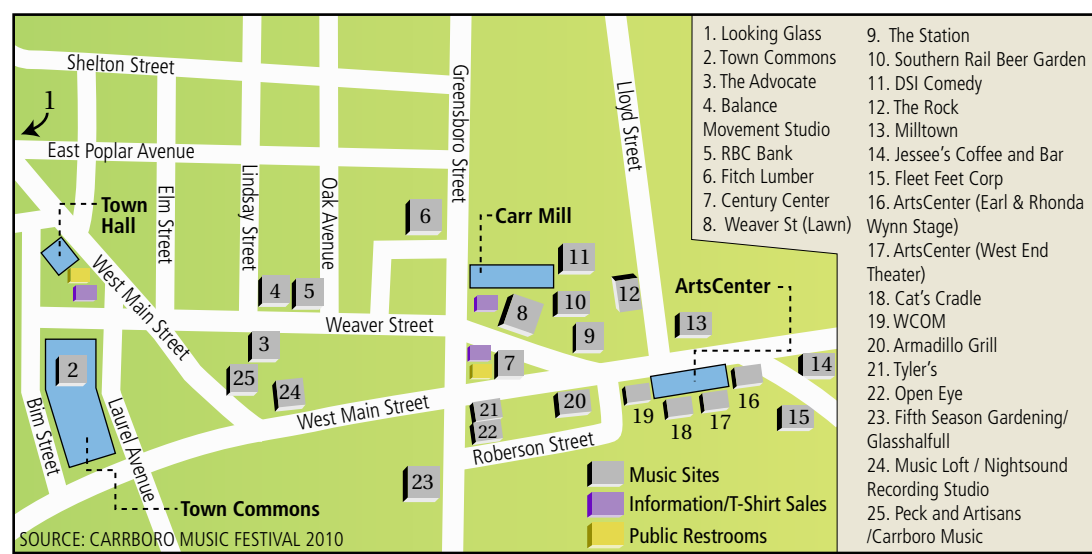 Shelton Street
1
East Poplar Avenue
Elm Street
Lindsay Street
Oak Avenue
Greensboro Street
Lloyd Street
Town
Hall
West Main Street
Carr Mill
ArtsCenter
Weaver Street
West Main Street
Roberson Street
Bim Street
Laurel Avenue
Town Commons
2
3
4
5
6
7
8
9
10
11
12
13
14
15
16
17
18
19
20
21
22
23
24
25
Music Sites
Information/T-Shirt Sales
Public Restrooms
SOURCE: CARRBORO MUSIC FESTIVAL 2010
1. Looking Glass
2. Town Commons
3. The Advocate
4. Balance
Movement Studio
5. RBC Bank
6. Fitch Lumber
7. Century Center
8. Weaver St (Lawn)
9. The Station
10. Southern Rail Beer Garden
11. DSI Comedy
12. The Rock
13. Milltown
14. Jessee's Coffee and Bar
15. Fleet Feet Corp
16. ArtsCenter (Earl & Rhonda
Wynn Stage)
17. ArtsCenter (West End
Theater)
18. Cat's Cradle
19. WCOM
20. Armadillo Grill
21. Tyler's
22. Open Eye
23. Fifth Season Gardening/
Glasshalfull
24. Music Loft / Nightsound
Recording Studio
25. Peck and Artisans
/Carrboro Music